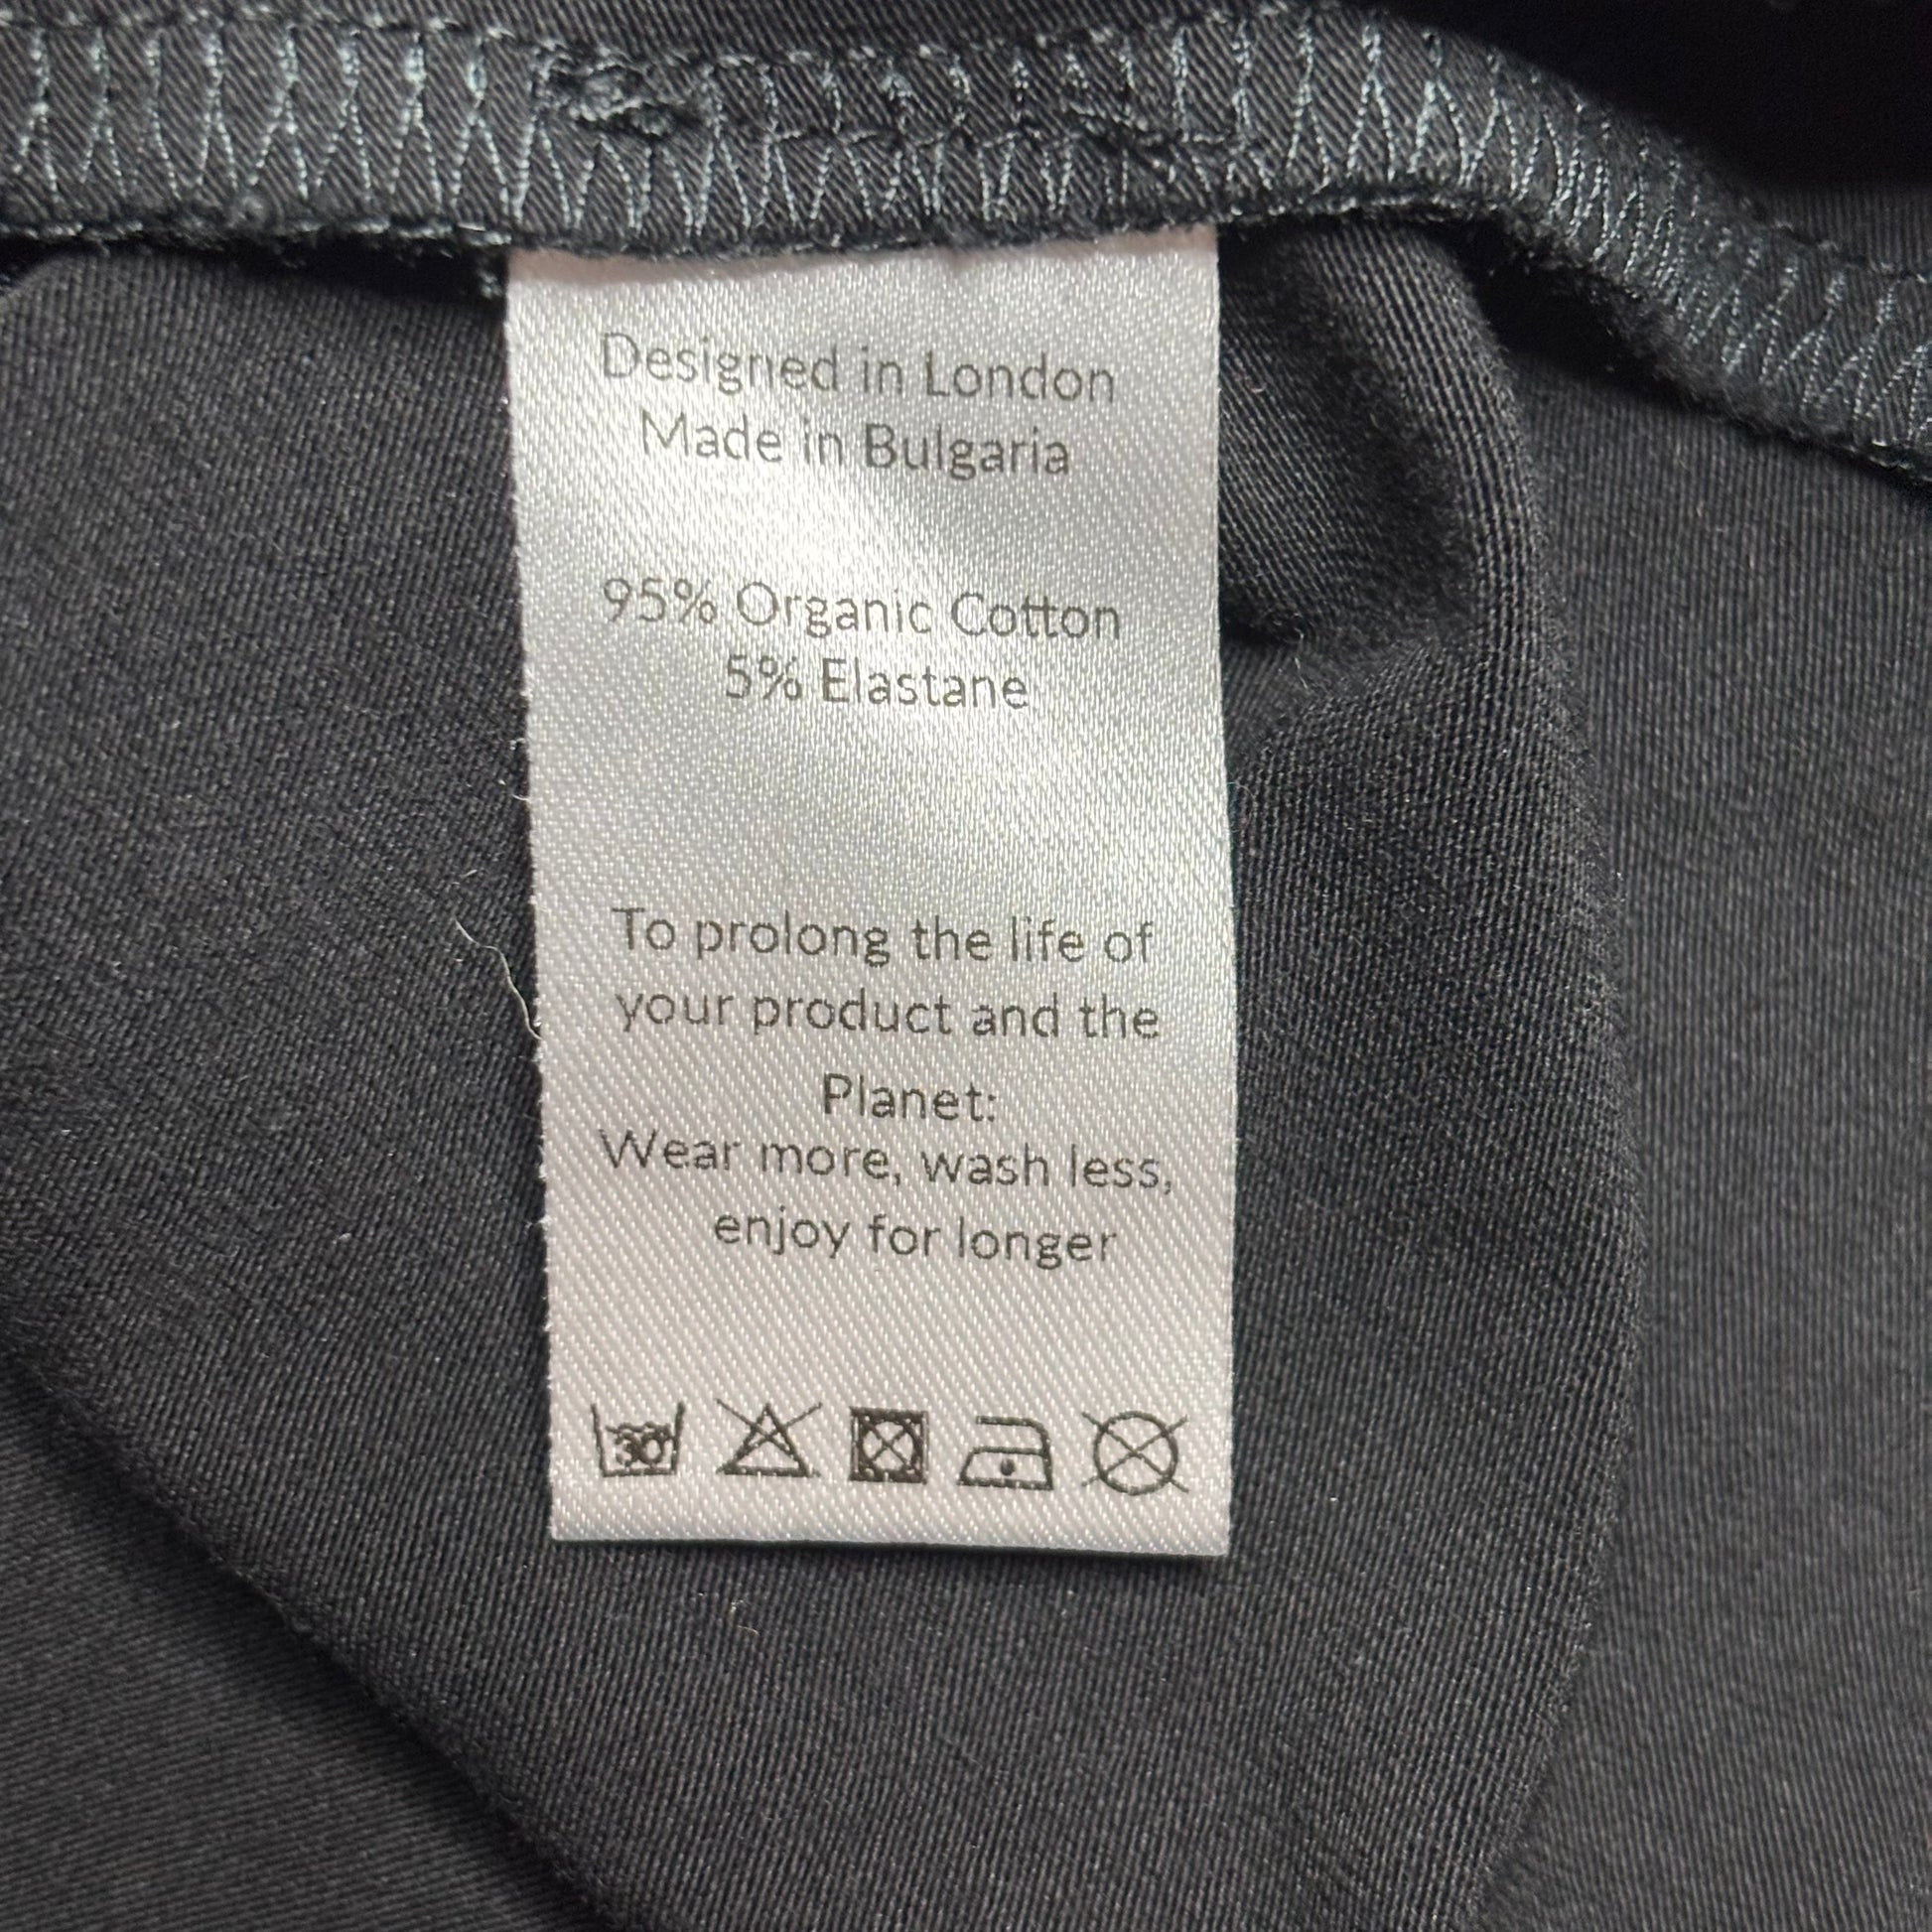 Designed in London
Made in Bulgaria
95% Organic Cotton
5% Elastane
To prolong the life of
your product and the
Planet:
Wear more, wash less,
enjoy for longer
30°